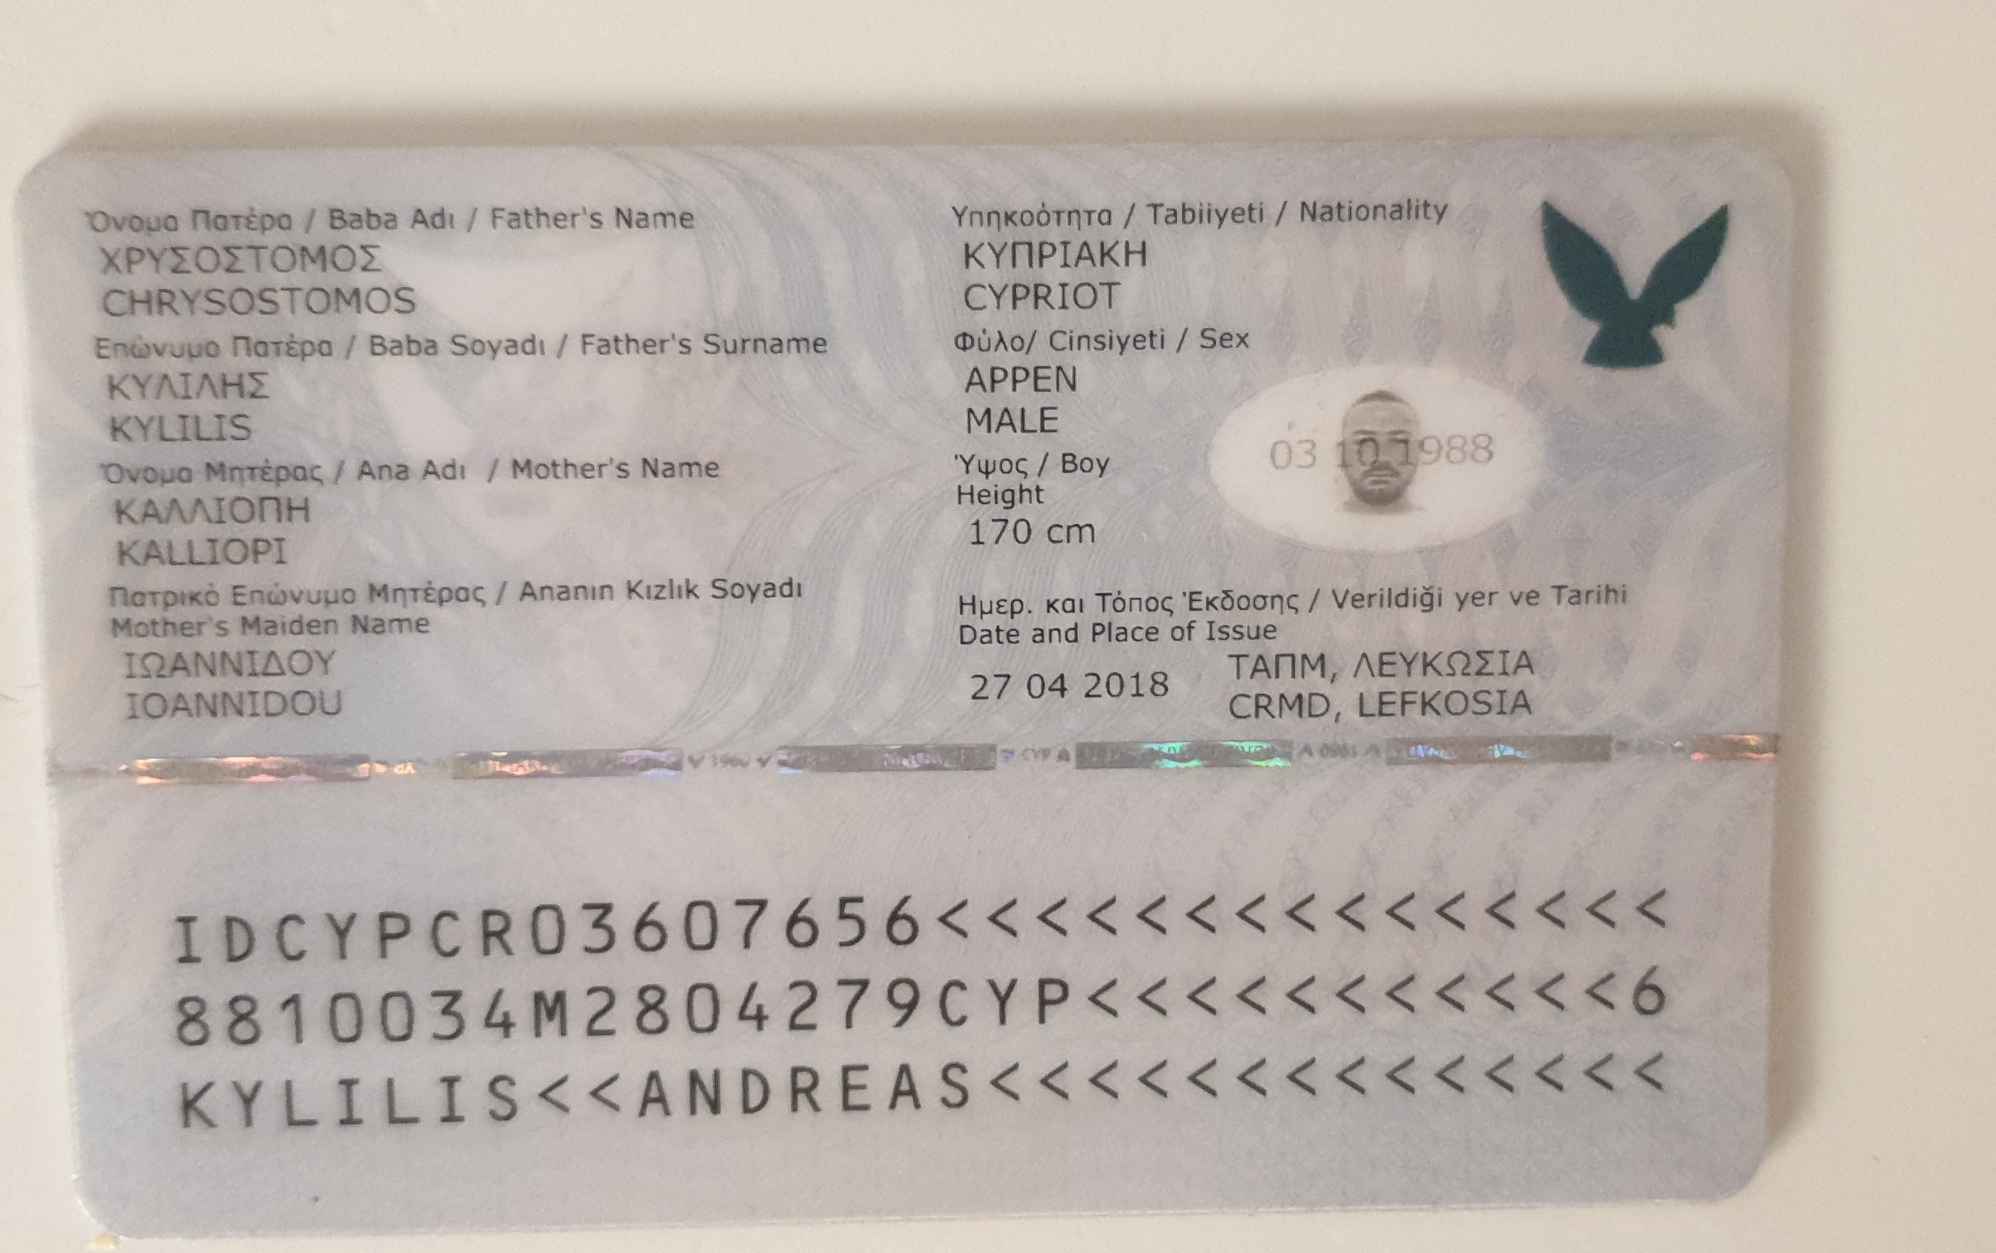 Όνομα Πατέρα / Baba Adı / Father's Name
ΧΡΥΣΟΣΤΟΜΟΣ
CHRYSOSTOMOS
Επώνυμο Πατέρα / Baba Soyadı / Father's Surname
ΚΥΛΙΛΗΣ
KYLILIS
Όνομα Μητέρας / Ana Adı / Mother's Name
ΚΑΛΛΙΟΠΗ
KALLIOPI
Πατρικό Επώνυμο Μητέρας / Ananın Kızlık Soyadı
Mother's Maiden Name
ΙΩΑΝΝΙΔΟΥ
IOANNIDOU
Υπηκοότητα / Tabiiyeti / Nationality
ΚΥΠΡΙΑΚΗ
CYPRIOT
Φύλο/ Cinsiyeti / Sex
ΑΡΡΕΝ
MALE
Ύψος / Boy
Height
170 cm
03 10 1988
Ημερ. και Τόπος Έκδοσης / Verildiği yer ve Tarihi
Date and Place of Issue
27 04 2018
ΤΑΠΜ, ΛΕΥΚΩΣΙΑ
CRMD, LEFKOSIA
IDCYPCR03607656<<<<<<<<<<<<<<<
8810034M2804279CYP<<<<<<<<<<<6
KYLILIS<<ANDREAS<<<<<<<<<<<<<<